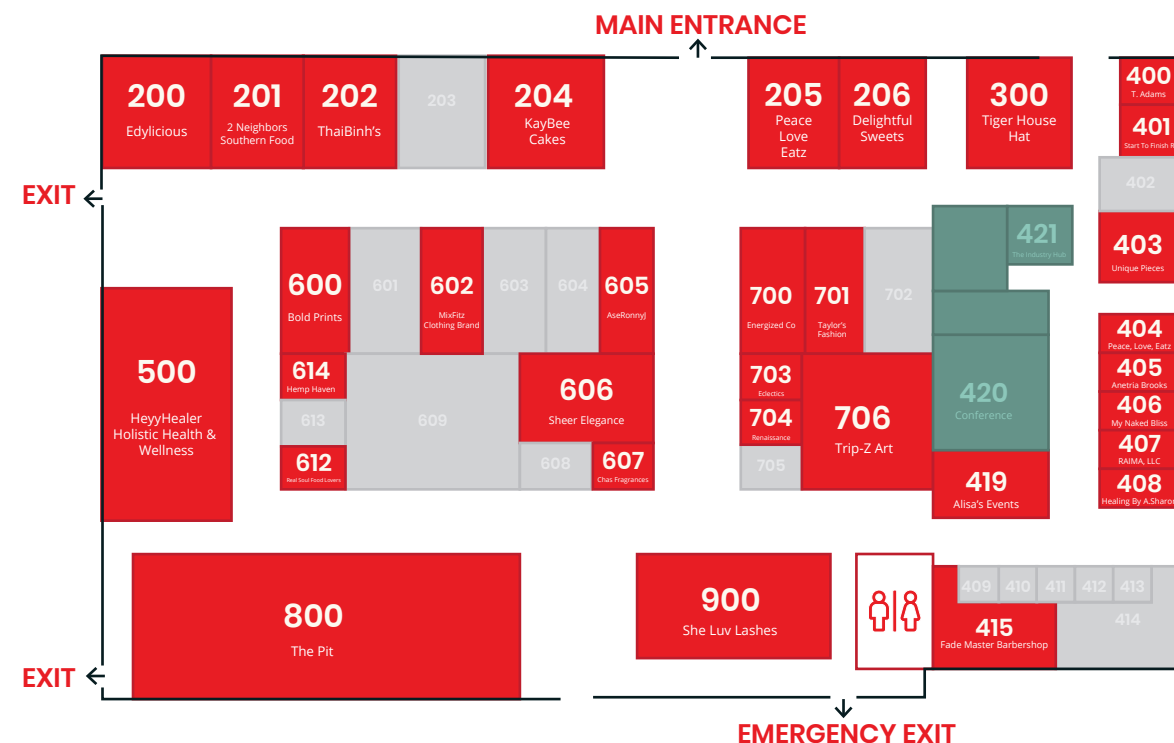 MAIN ENTRANCE
200
Edylicious
201
2 Neighbors
Southern Food
202
ThaiBinh's
203
204
KayBee
Cakes
205
Peace
Love
Eatz
206
Delightful
Sweets
300
Tiger House
Hat
400
T. Adams
401
Start To Finish R
402
403
Unique Pieces
EXIT
500
HeyyHealer
Holistic Health &
Wellness
600
Bold Prints
601
602
MixFitz
Clothing Brand
603
604
605
AseRonnyJ
614
Hemp Haven
613
612
Real Soul Food Lovers
609
606
Sheer Elegance
608
607
Chas Fragrances
700
Energized Co
701
Taylor's
Fashion
702
703
Eclectics
704
Renaissance
705
706
Trip-Z Art
421
The Industry Hub
420
Conference
419
Alisa's Events
404
Peace, Love, Eatz
405
Anetria Brooks
406
My Naked Bliss
407
RAIMA, LLC
408
Healing By A.Sharon
800
The Pit
900
She Luv Lashes
409
410
411
412
413
414
415
Fade Master Barbershop
EXIT
EMERGENCY EXIT